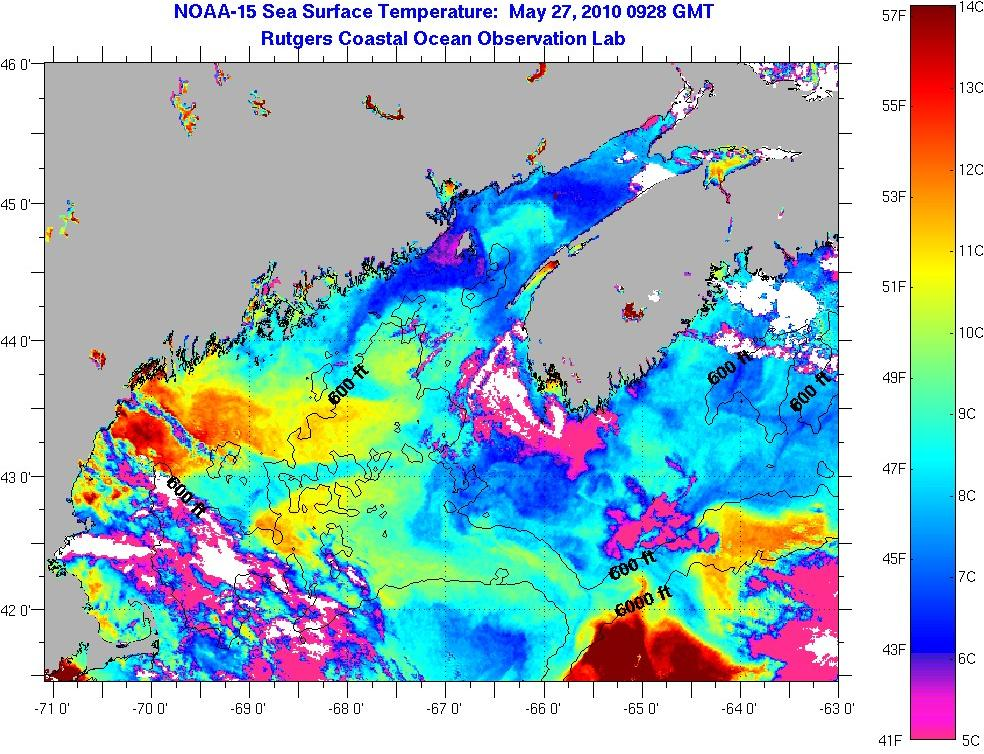 NOAA-15 Sea Surface Temperature: May 27, 2010 0928 GMT
Rutgers Coastal Ocean Observation Lab
46 0'
45 0'
44 0'
43 0'
42 0'
-71 0'
-70 0'
-69 0'
-68 0'
-67 0'
-66 0'
-65 0'
-64 0'
-63 0'
600 ft
600 ft
600 ft
600 ft
600 ft
6000 ft
57F
55F
53F
51F
49F
47F
45F
43F
41F
14C
13C
12C
11C
10C
9C
8C
7C
6C
5C